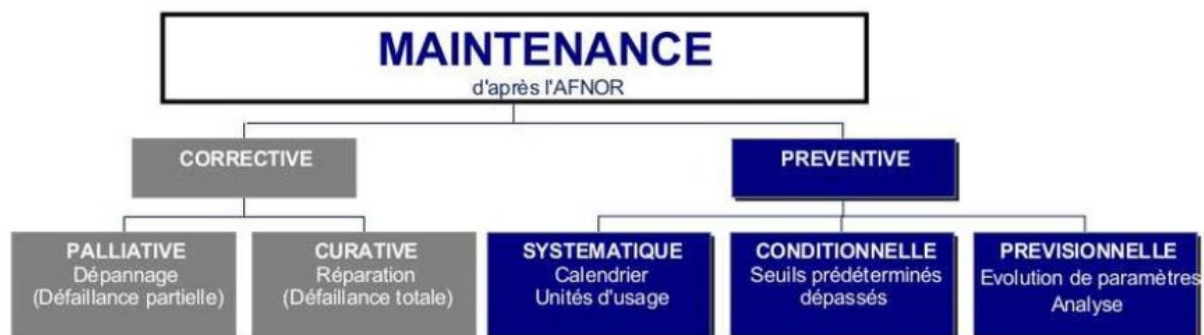 MAINTENANCE
d'après l'AFNOR
CORRECTIVE
PREVENTIVE
PALLIATIVE
Dépannage
(Défaillance partielle)
CURATIVE
Réparation
(Défaillance totale)
SYSTEMATIQUE
Calendrier
Unités d'usage
CONDITIONNELLE
Seuils prédéterminés
dépassés
PREVISIONNELLE
Evolution de paramètres
Analyse